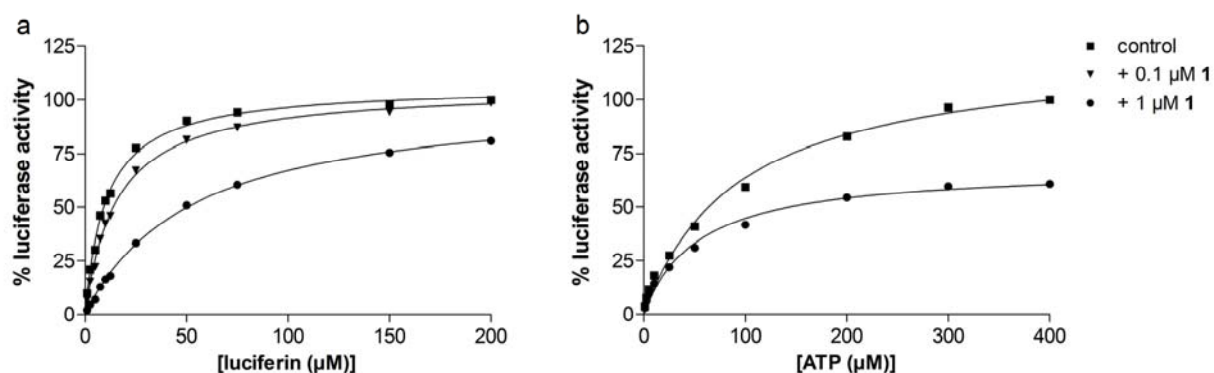 a
125
100
75
50
25
0
% luciferase activity
0 50 100 150 200
[luciferin (µM)]
b
125
100
75
50
25
0
% luciferase activity
0 100 200 300 400
[ATP (µM)]
control
+ 0.1 µM 1
+ 1 µM 1